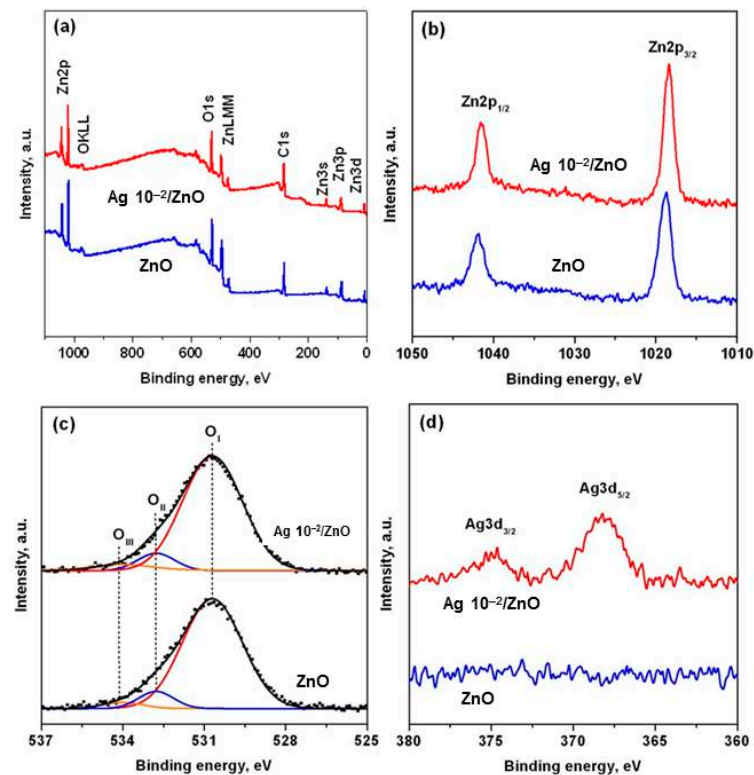 (a)
Zn2p
OKLL
O1s
ZnLMM
C1s
Zn3s
Zn3p
Zn3d
Ag 10⁻²/ZnO
ZnO
Intensity, a.u.
1000 800 600 400 200 0
Binding energy, eV
(b)
Zn2p₃/₂
Zn2p₁/₂
Ag 10⁻²/ZnO
ZnO
Intensity, a.u.
1050 1040 1030 1020 1010
Binding energy, eV
(c)
O_I
O_II
O_III
Ag 10⁻²/ZnO
ZnO
Intensity, a.u.
537 534 531 528 525
Binding energy, eV
(d)
Ag3d₅/₂
Ag3d₃/₂
Ag 10⁻²/ZnO
ZnO
Intensity, a.u.
380 375 370 365 360
Binding energy, eV